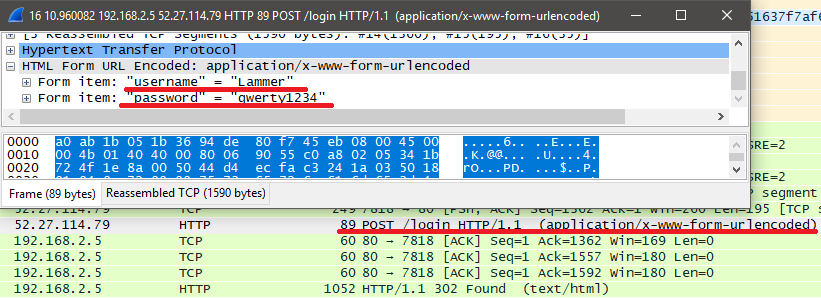 16 10.960082 192.168.2.5 52.27.114.79 HTTP 89 POST /login HTTP/1.1 (application/x-www-form-urlencoded)
51637f7af6
[3 Reassembled TCP Segments (1590 bytes): #14(1300), #15(195), #16(35)]
Hypertext Transfer Protocol
HTML Form URL Encoded: application/x-www-form-urlencoded
Form item: "username" = "Lammer"
Form item: "password" = "qwerty1234"
0000 a0 ab 1b 05 1b 36 94 de 80 f7 45 eb 08 00 45 00 .....6.. ..E...E.
0010 00 4b 01 40 40 00 80 06 90 55 c0 a8 02 05 34 1b .K.@@... .U....4.
0020 72 4f 1e 8a 00 50 44 d4 ec fa c3 24 1a 03 50 18 rO...PD. ...$..P.
SRE=2
SRE=2
Frame (89 bytes) Reassembled TCP (1590 bytes)
P segment
52.27.114.79 TCP 249 7818 → 80 [PSH, ACK] Seq=1362 Ack=1 Win=260 Len=195 [TCP s
52.27.114.79 HTTP 89 POST /login HTTP/1.1 (application/x-www-form-urlencoded)
192.168.2.5 TCP 60 80 → 7818 [ACK] Seq=1 Ack=1362 Win=169 Len=0
192.168.2.5 TCP 60 80 → 7818 [ACK] Seq=1 Ack=1557 Win=180 Len=0
192.168.2.5 TCP 60 80 → 7818 [ACK] Seq=1 Ack=1592 Win=180 Len=0
192.168.2.5 HTTP 1052 HTTP/1.1 302 Found (text/html)